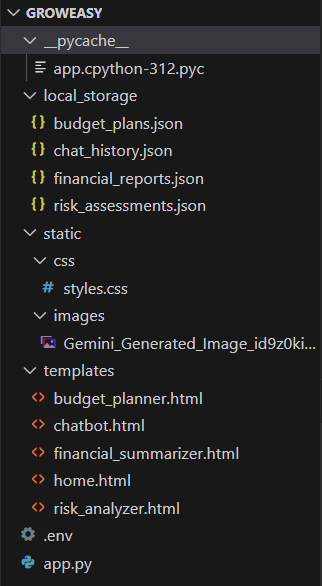 GROWEASY
__pycache__
app.cpython-312.pyc
local_storage
budget_plans.json
chat_history.json
financial_reports.json
risk_assessments.json
static
css
styles.css
images
Gemini_Generated_Image_id9z0ki...
templates
budget_planner.html
chatbot.html
financial_summarizer.html
home.html
risk_analyzer.html
.env
app.py